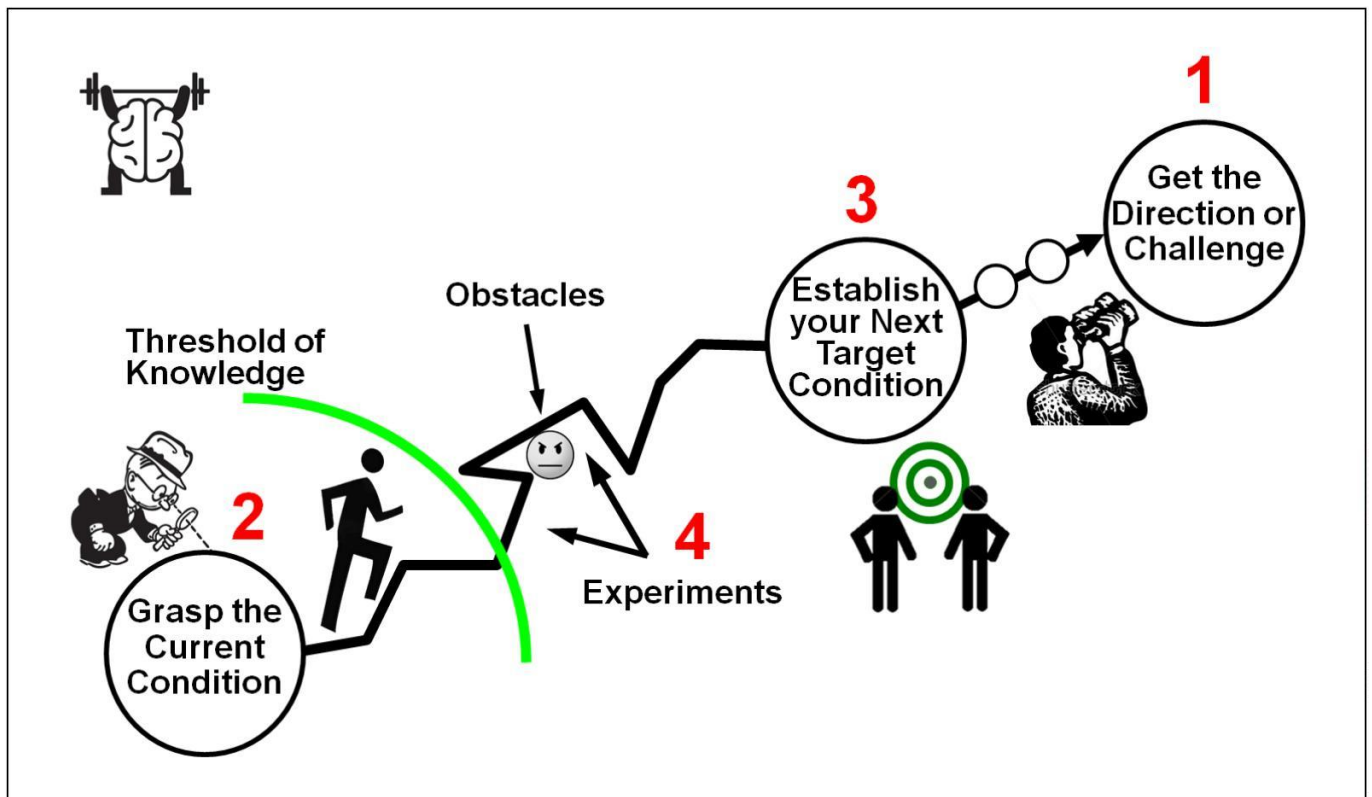 1
Get the
Direction or
Challenge
3
Establish
your Next
Target
Condition
Obstacles
Threshold of
Knowledge
2
Grasp the
Current
Condition
4
Experiments